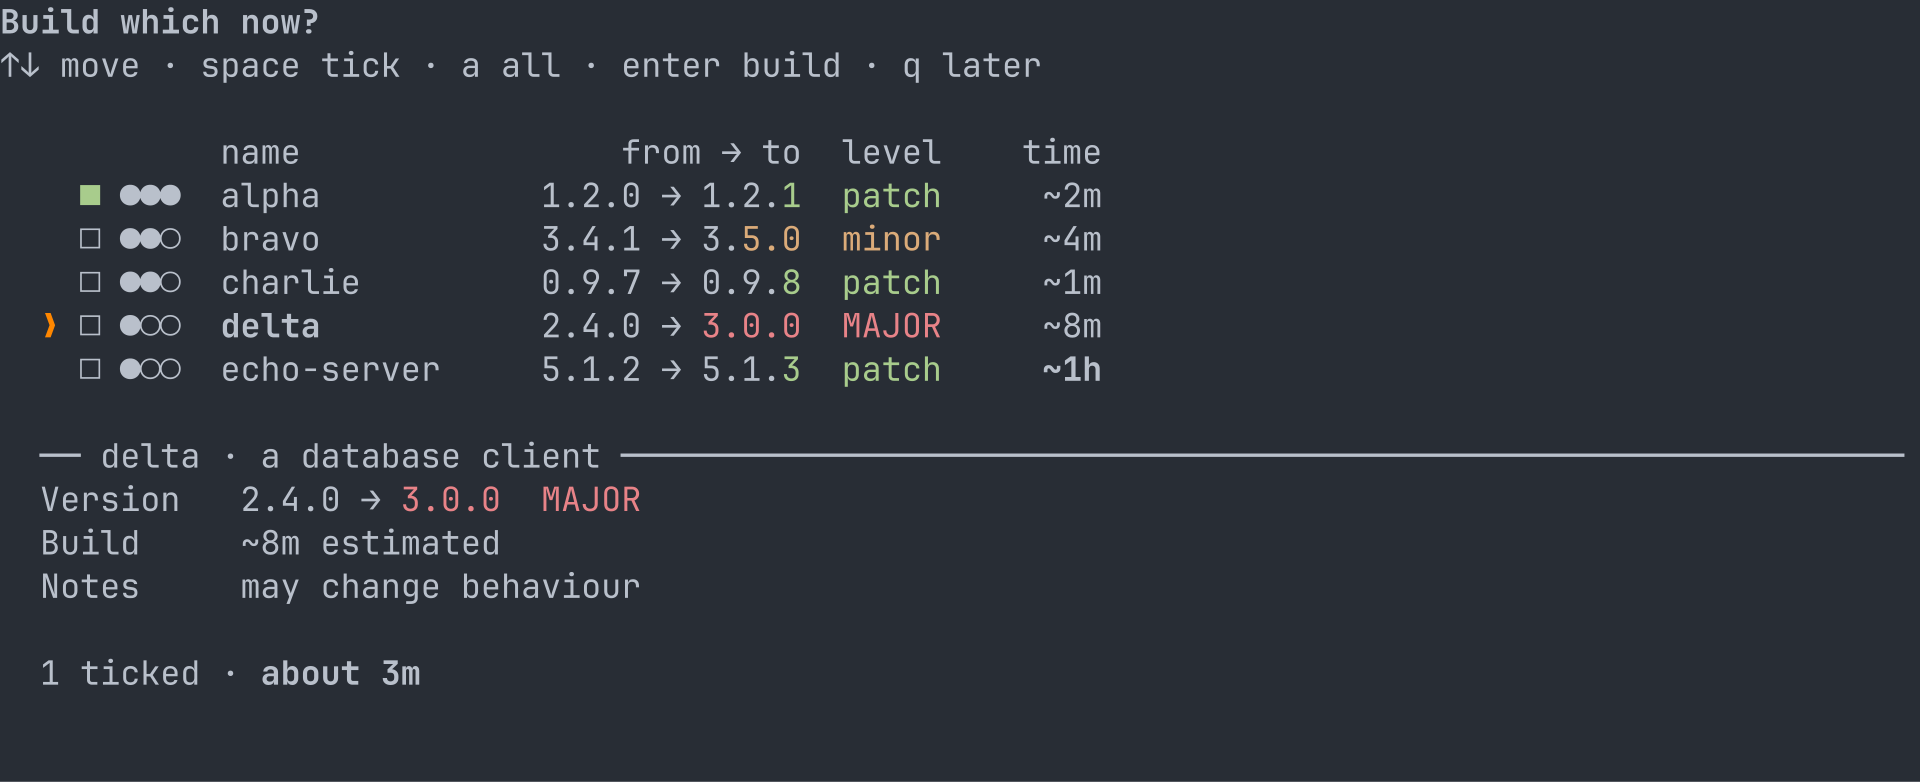 Build which now?
↑↓ move · space tick · a all · enter build · q later
name from → to level time
■ ●●● alpha 1.2.0 → 1.2.1 patch ~2m
□ ●●○ bravo 3.4.1 → 3.5.0 minor ~4m
□ ●●○ charlie 0.9.7 → 0.9.8 patch ~1m
❱ □ ●○○ delta 2.4.0 → 3.0.0 MAJOR ~8m
□ ●○○ echo-server 5.1.2 → 5.1.3 patch ~1h
── delta · a database client ──
Version 2.4.0 → 3.0.0 MAJOR
Build ~8m estimated
Notes may change behaviour
1 ticked · about 3m